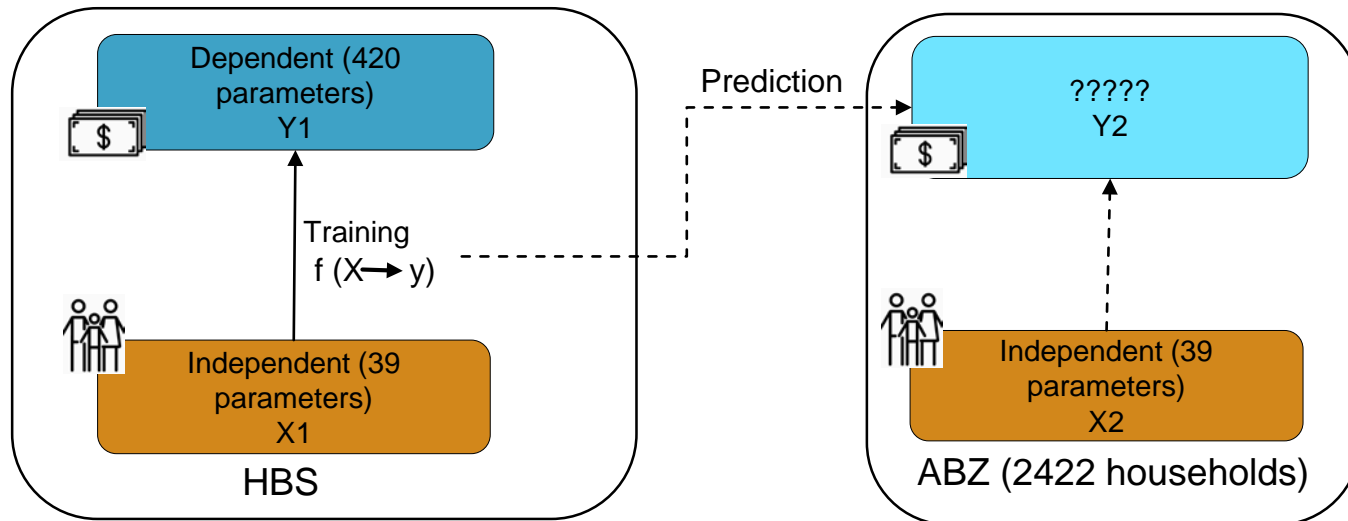 Dependent (420
parameters)
Y1
$
Training
f (X y)
Independent (39
parameters)
X1
HBS
Prediction
?????
Y2
$
Independent (39
parameters)
X2
ABZ (2422 households)